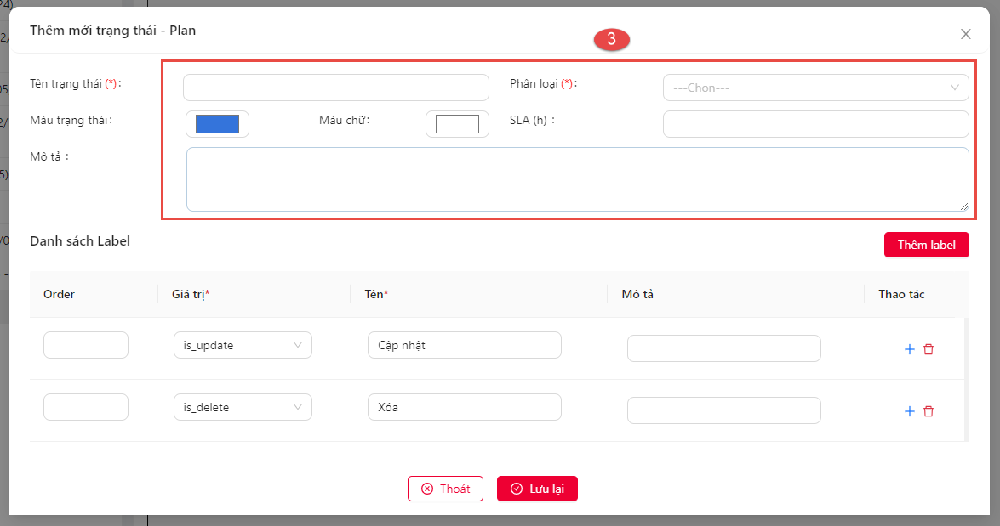 24)
Thêm mới trạng thái - Plan
3
Tên trạng thái (*):
Phân loại (*):
---Chọn---
Màu trạng thái:
Màu chữ:
SLA (h) :
Mô tả :
Danh sách Label
Thêm label
Order
Giá trị*
Tên*
Mô tả
Thao tác
is_update
Cập nhật
is_delete
Xóa
Thoát
Lưu lại